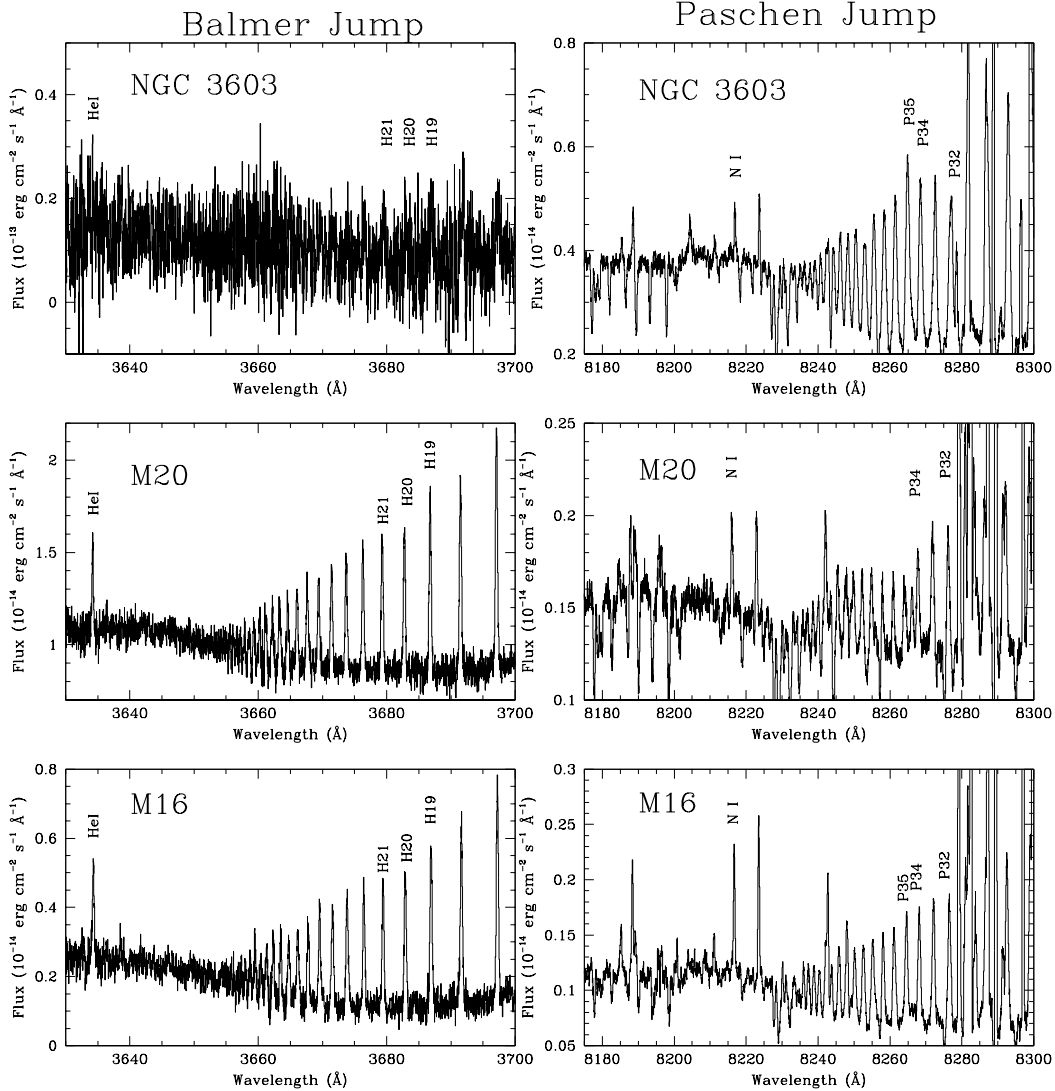 Balmer Jump
Paschen Jump
NGC 3603
HeI
H21
H20
H19
0.4
0.2
0
Flux (10⁻¹³ erg cm⁻² s⁻¹ Å⁻¹)
3640
3660
3680
3700
Wavelength (Å)
NGC 3603
N I
P35
P34
P32
0.8
0.6
0.4
0.2
Flux (10⁻¹⁴ erg cm⁻² s⁻¹ Å⁻¹)
8180
8200
8220
8240
8260
8280
8300
Wavelength (Å)
M20
HeI
H21
H20
H19
2
1.5
1
Flux (10⁻¹⁴ erg cm⁻² s⁻¹ Å⁻¹)
3640
3660
3680
3700
Wavelength (Å)
M20
N I
P34
P32
0.25
0.2
0.15
0.1
Flux (10⁻¹⁴ erg cm⁻² s⁻¹ Å⁻¹)
8180
8200
8220
8240
8260
8280
8300
Wavelength (Å)
M16
HeI
H21
H20
H19
0.8
0.6
0.4
0.2
0
Flux (10⁻¹⁴ erg cm⁻² s⁻¹ Å⁻¹)
3640
3660
3680
3700
Wavelength (Å)
M16
N I
P35
P34
P32
0.3
0.25
0.2
0.15
0.1
0.05
Flux (10⁻¹⁴ erg cm⁻² s⁻¹ Å⁻¹)
8180
8200
8220
8240
8260
8280
8300
Wavelength (Å)